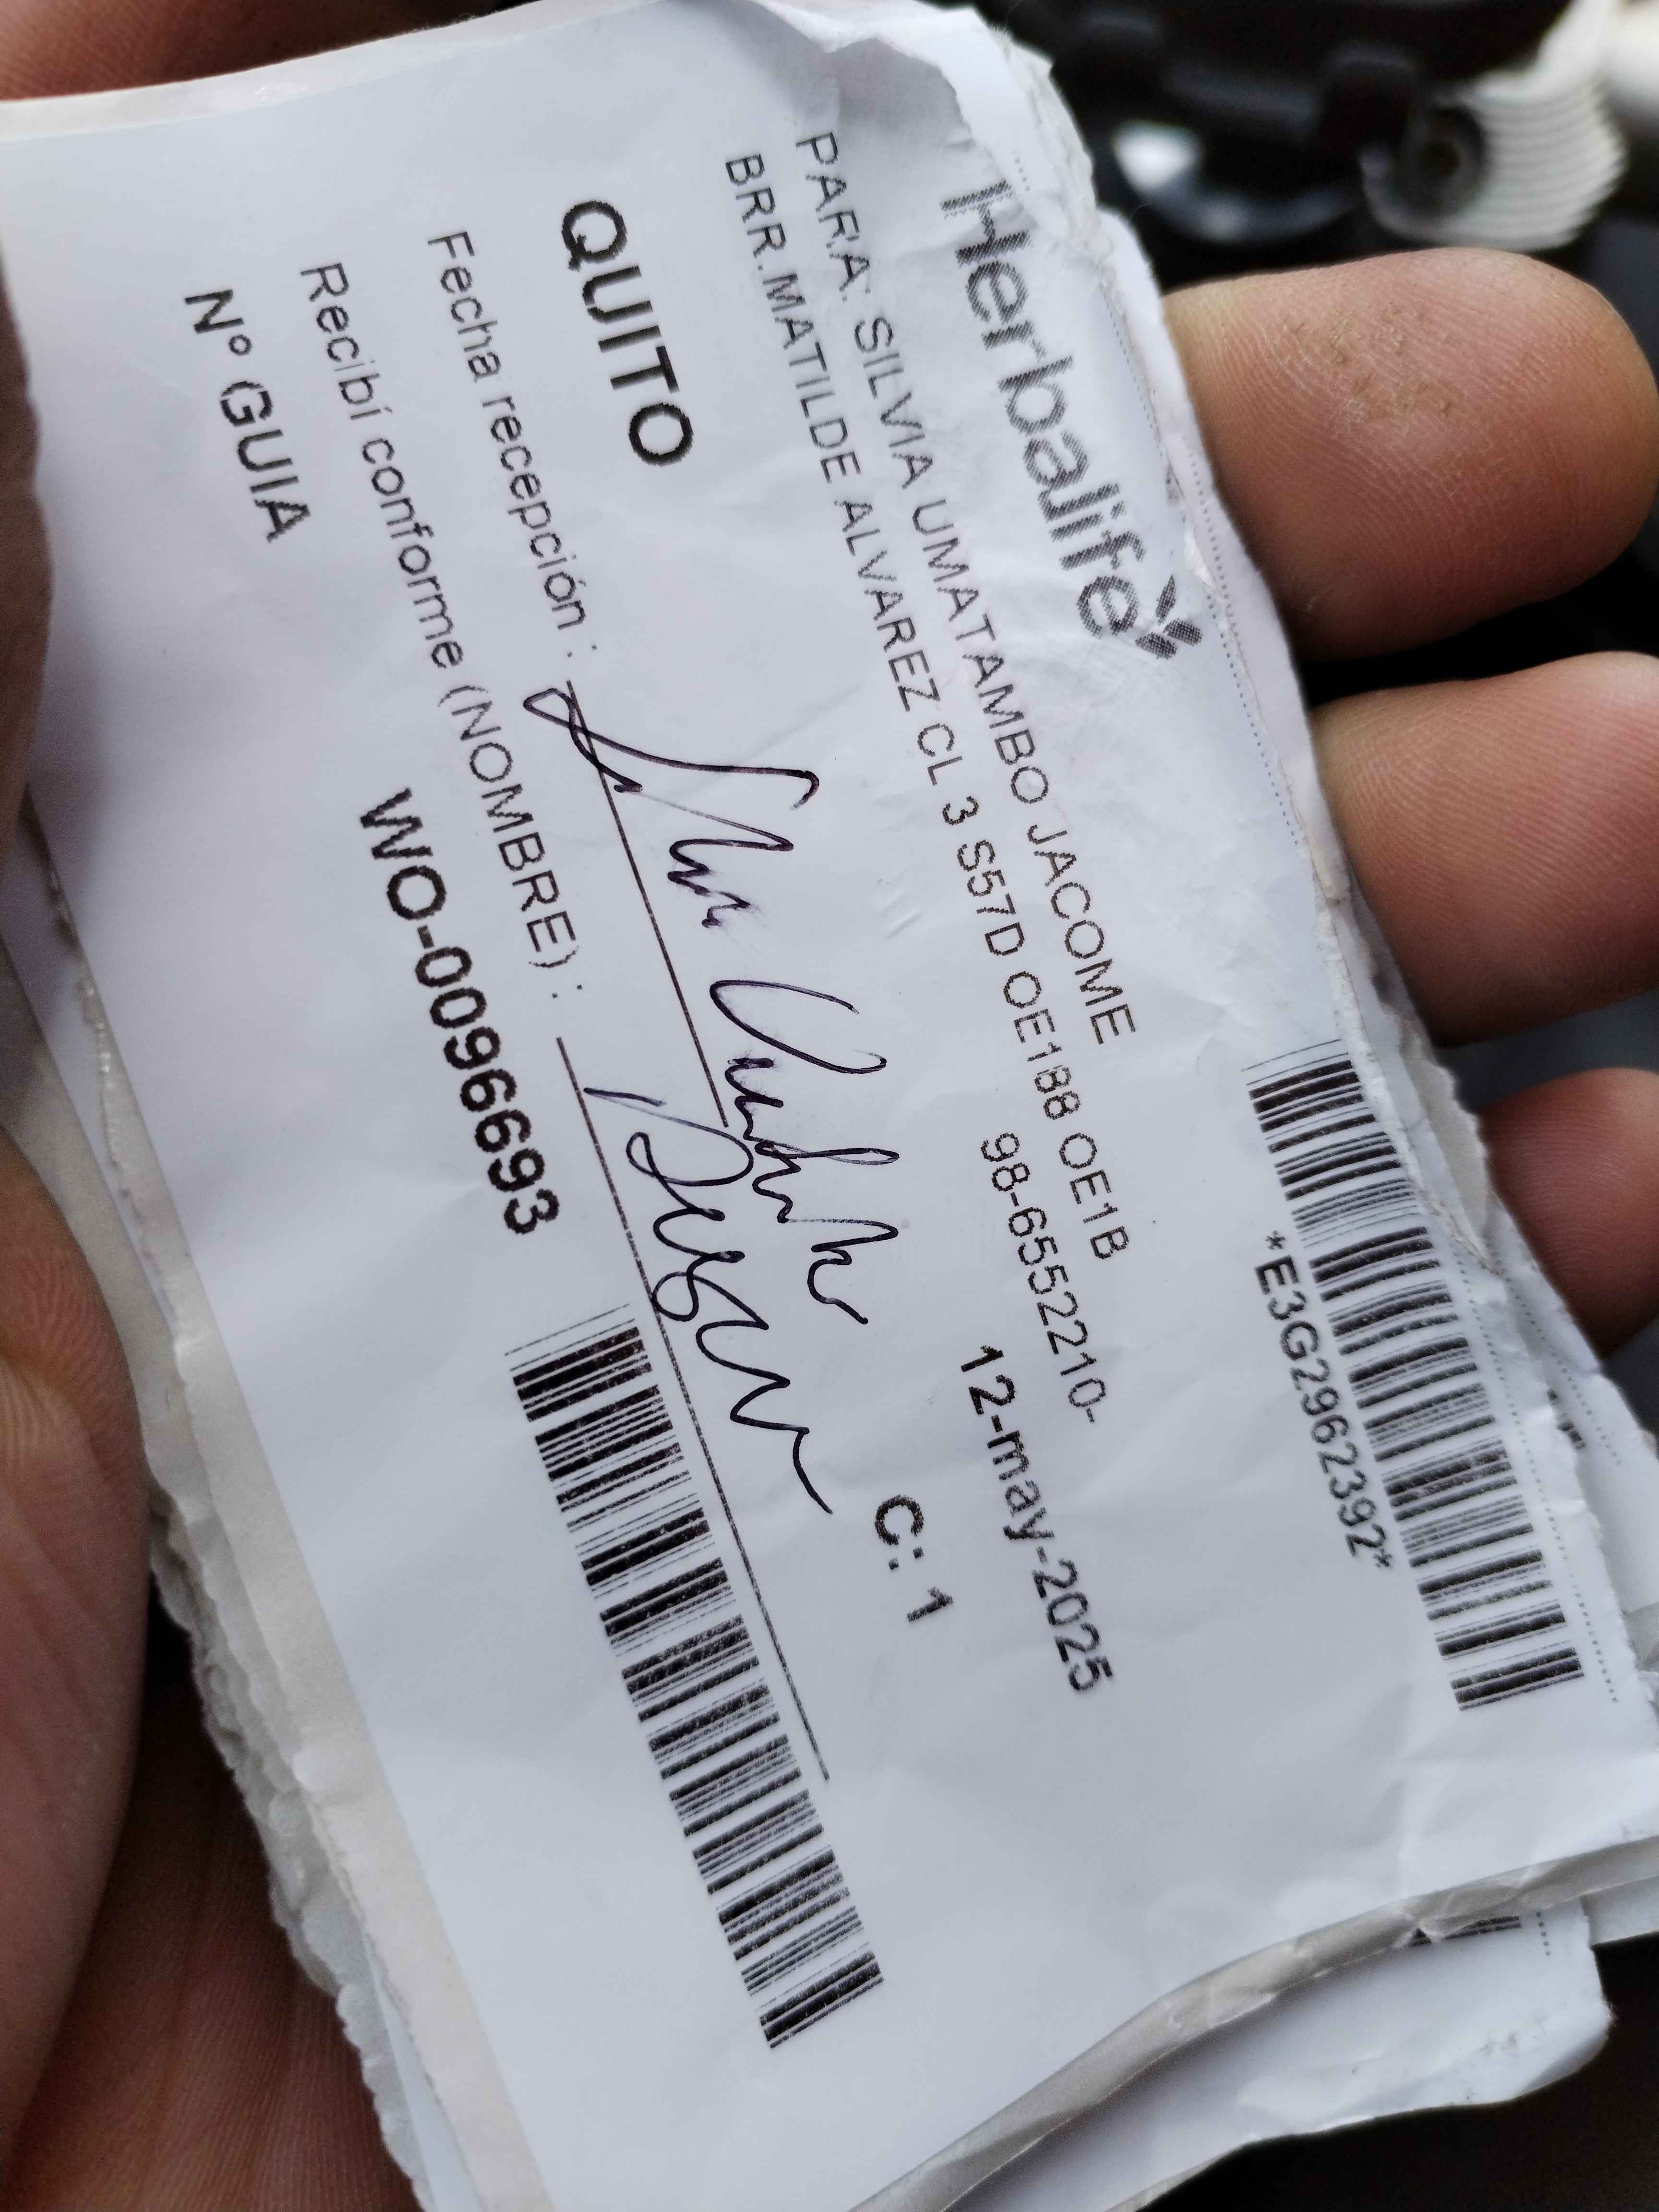 Herbalife
*E3G2962392*
PARA: SILVIA UMATAMBO JACOME
BRR.MATILDE ALVAREZ CL 3 S57D OE188 OE1B
98-6552210-
QUITO
12-may-2025
C: 1
Fecha recepción :
Recibí conforme (NOMBRE) :
Nº GUIA
WO-0096693